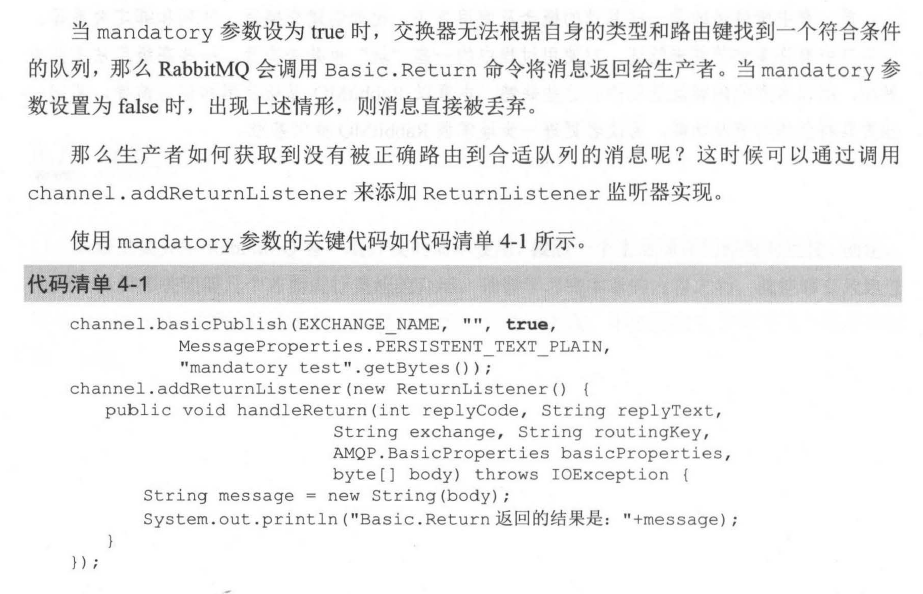 当 mandatory 参数设为 true 时，交换器无法根据自身的类型和路由键找到一个符合条件
的队列，那么 RabbitMQ 会调用 Basic.Return 命令将消息返回给生产者。当 mandatory 参
数设置为 false 时，出现上述情形，则消息直接被丢弃。
那么生产者如何获取到没有被正确路由到合适队列的消息呢？这时候可以通过调用
channel.addReturnListener 来添加 ReturnListener 监听器实现。
使用 mandatory 参数的关键代码如代码清单 4-1 所示。
代码清单 4-1
channel.basicPublish(EXCHANGE_NAME, "", true,
MessageProperties.PERSISTENT_TEXT_PLAIN,
"mandatory test".getBytes());
channel.addReturnListener(new ReturnListener() {
public void handleReturn(int replyCode, String replyText,
String exchange, String routingKey,
AMQP.BasicProperties basicProperties,
byte[] body) throws IOException {
String message = new String(body);
System.out.println("Basic.Return 返回的结果是："+message);
}
});